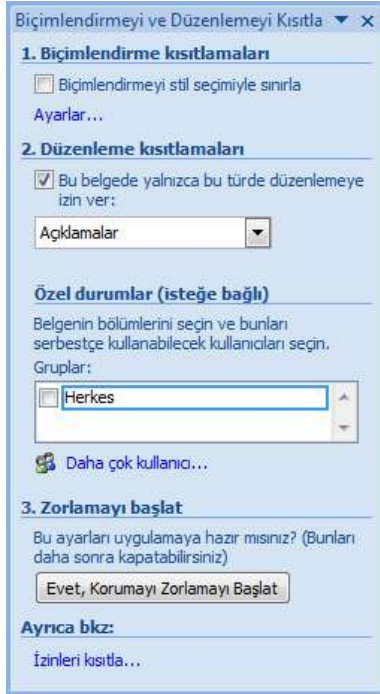 Biçimlendirmeyi ve Düzenlemeyi Kısıtla
1. Biçimlendirme kısıtlamaları
Biçimlendirmeyi stil seçimiyle sınırla
Ayarlar...
2. Düzenleme kısıtlamaları
Bu belgede yalnızca bu türde düzenlemeye
izin ver:
Açıklamalar
Özel durumlar (isteğe bağlı)
Belgenin bölümlerini seçin ve bunları
serbestçe kullanabilecek kullanıcıları seçin.
Gruplar:
Herkes
Daha çok kullanıcı...
3. Zorlamayı başlat
Bu ayarları uygulamaya hazır mısınız? (Bunları
daha sonra kapatabilirsiniz)
Evet, Korumayı Zorlamayı Başlat
Ayrıca bkz:
İzinleri kısıtla...